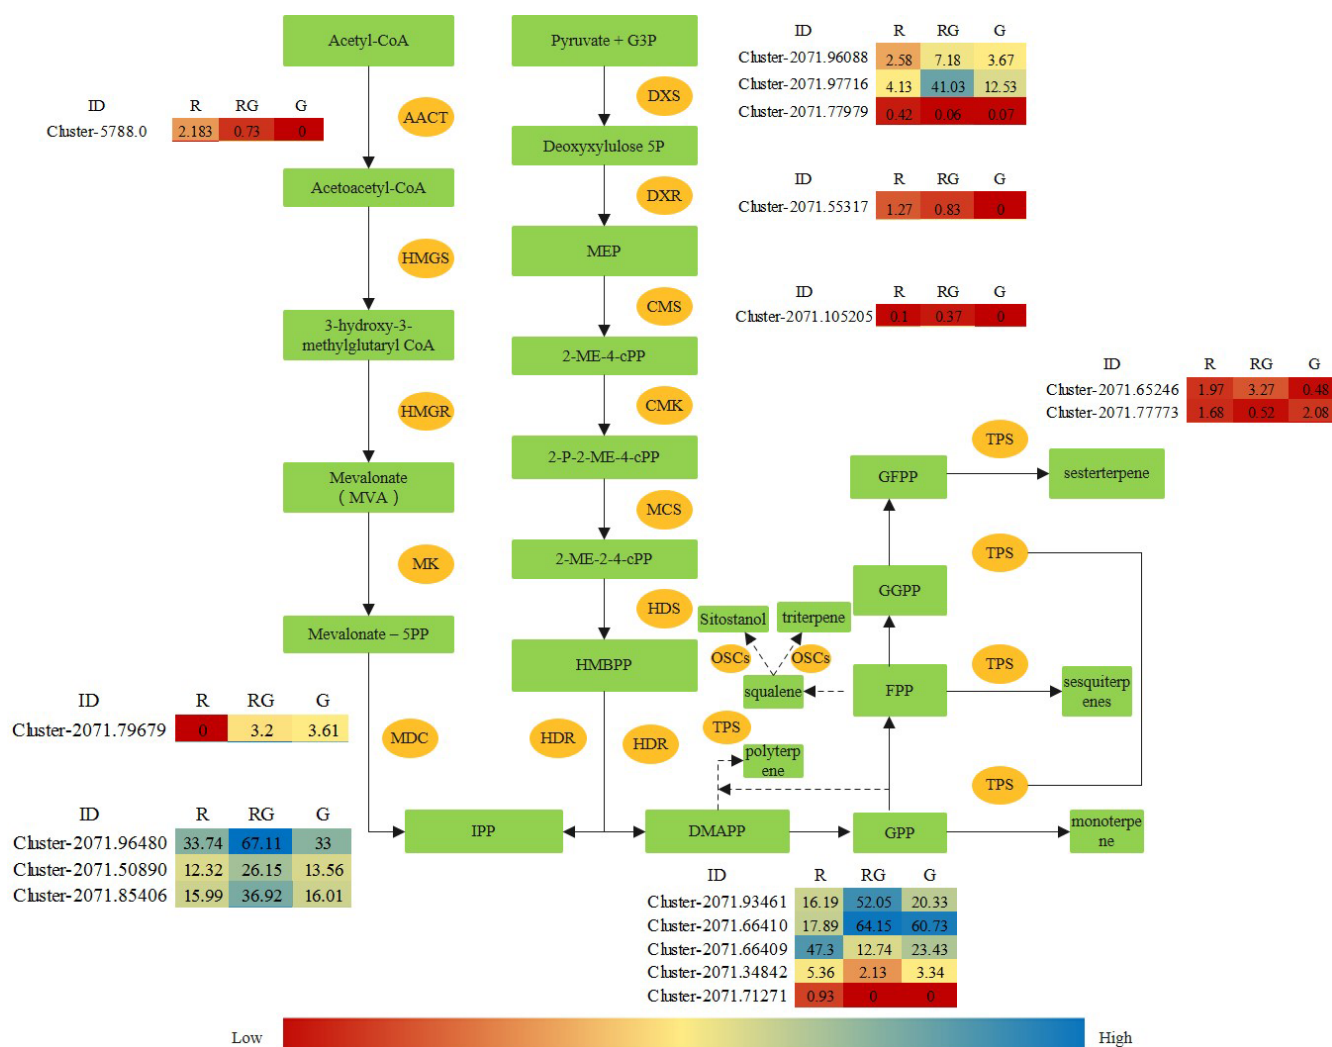 Acetyl-CoA
AACT
Acetoacetyl-CoA
HMGS
3-hydroxy-3-
methylglutaryl CoA
HMGR
Mevalonate
( MVA )
MK
Mevalonate – 5PP
MDC
IPP
Pyruvate + G3P
DXS
Deoxyxylulose 5P
DXR
MEP
CMS
2-ME-4-cPP
CMK
2-P-2-ME-4-cPP
MCS
2-ME-2-4-cPP
HDS
HMBPP
HDR
HDR
DMAPP
GPP
monoterpe
ne
TPS
polyterp
ene
Sitostanol
triterpene
OSCs
OSCs
squalene
FPP
TPS
sesquiterp
enes
TPS
GGPP
TPS
GFPP
TPS
sesterterpene
ID R RG G
Cluster-5788.0 2.183 0.73 0
ID R RG G
Cluster-2071.96088 2.58 7.18 3.67
Cluster-2071.97716 4.13 41.03 12.53
Cluster-2071.77979 0.42 0.06 0.07
ID R RG G
Cluster-2071.55317 1.27 0.83 0
ID R RG G
Cluster-2071.105205 0.1 0.37 0
ID R RG G
Cluster-2071.65246 1.97 3.27 0.48
Cluster-2071.77773 1.68 0.52 2.08
ID R RG G
Cluster-2071.79679 0 3.2 3.61
ID R RG G
Cluster-2071.96480 33.74 67.11 33
Cluster-2071.50890 12.32 26.15 13.56
Cluster-2071.85406 15.99 36.92 16.01
ID R RG G
Cluster-2071.93461 16.19 52.05 20.33
Cluster-2071.66410 17.89 64.15 60.73
Cluster-2071.66409 47.3 12.74 23.43
Cluster-2071.34842 5.36 2.13 3.34
Cluster-2071.71271 0.93 0 0
Low High